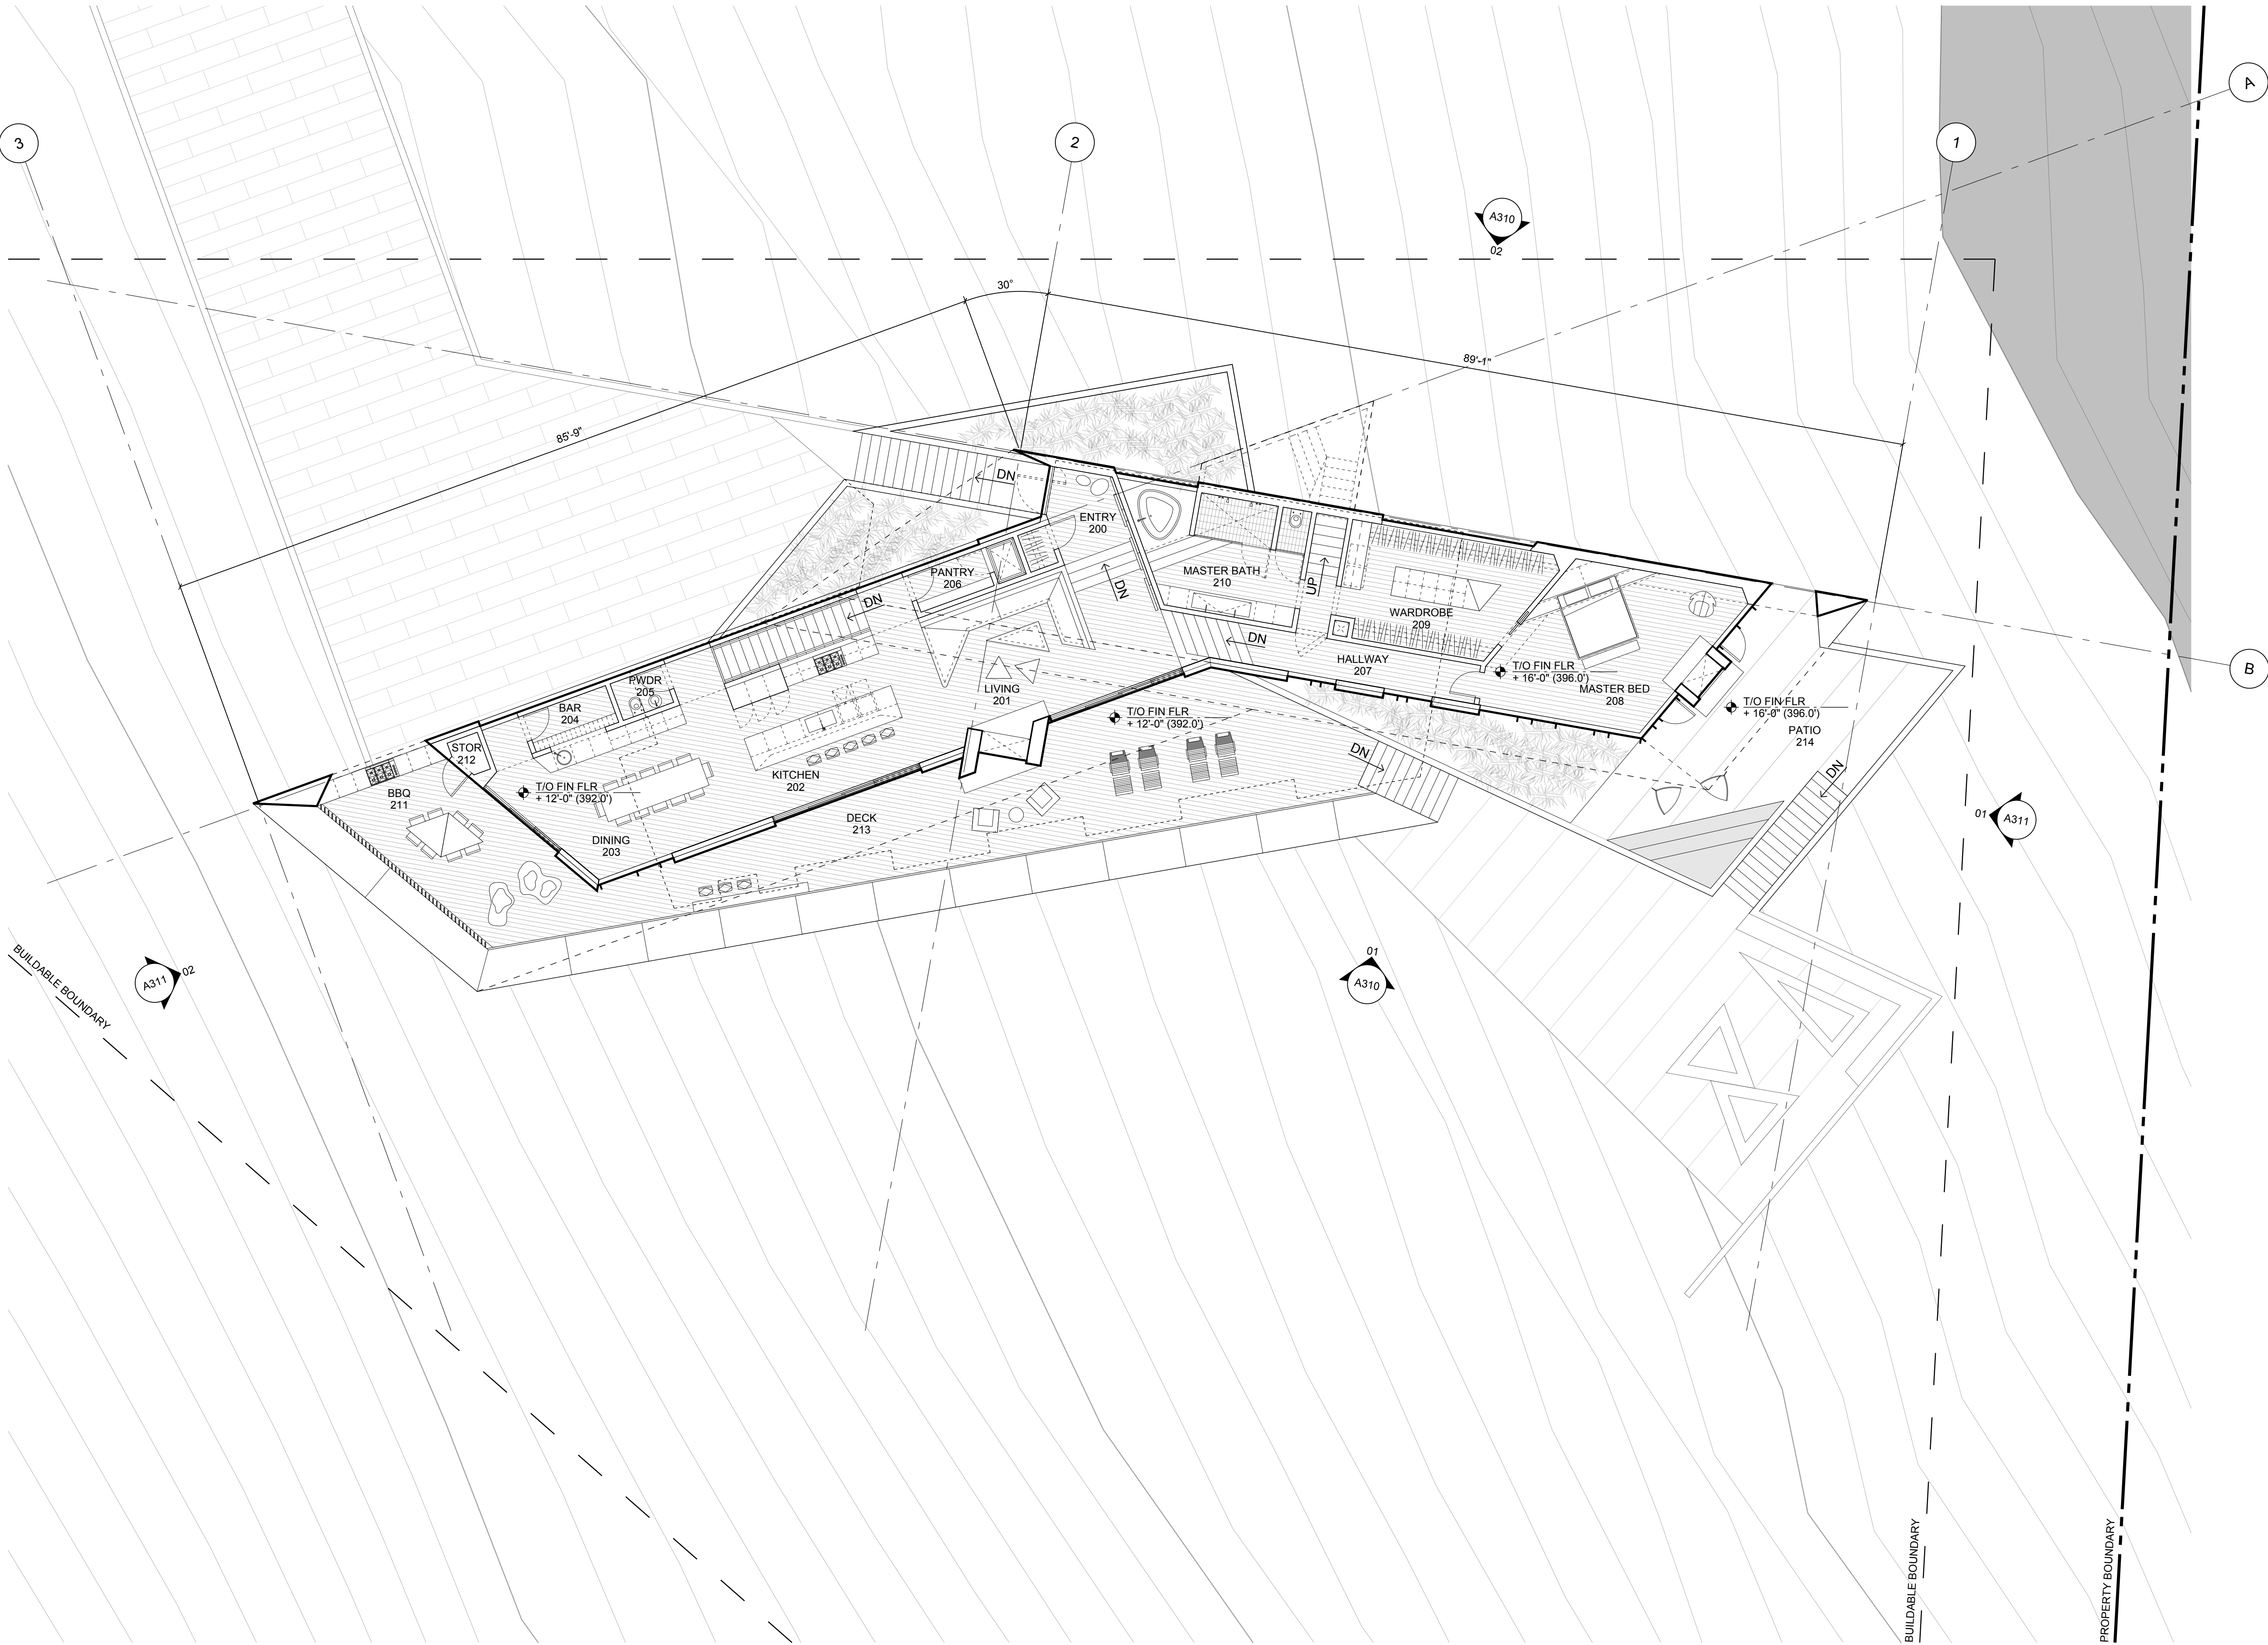 A
3
2
1
A310
02
30°
89'-1"
85'-9"
DN
ENTRY
200
PANTRY
206
DN
DN
MASTER BATH
210
UP
WARDROBE
209
DN
HALLWAY
207
T/O FIN FLR
+ 16'-0" (396.0')
MASTER BED
208
B
PWDR
205
BAR
204
LIVING
201
T/O FIN FLR
+ 12'-0" (392.0')
T/O FIN FLR
+ 16'-0" (396.0')
PATIO
214
STOR
212
KITCHEN
202
DN
DN
BBQ
211
T/O FIN FLR
+ 12'-0" (392.0')
DECK
213
DINING
203
01
A311
BUILDABLE BOUNDARY
A311
02
01
A310
BUILDABLE BOUNDARY
PROPERTY BOUNDARY